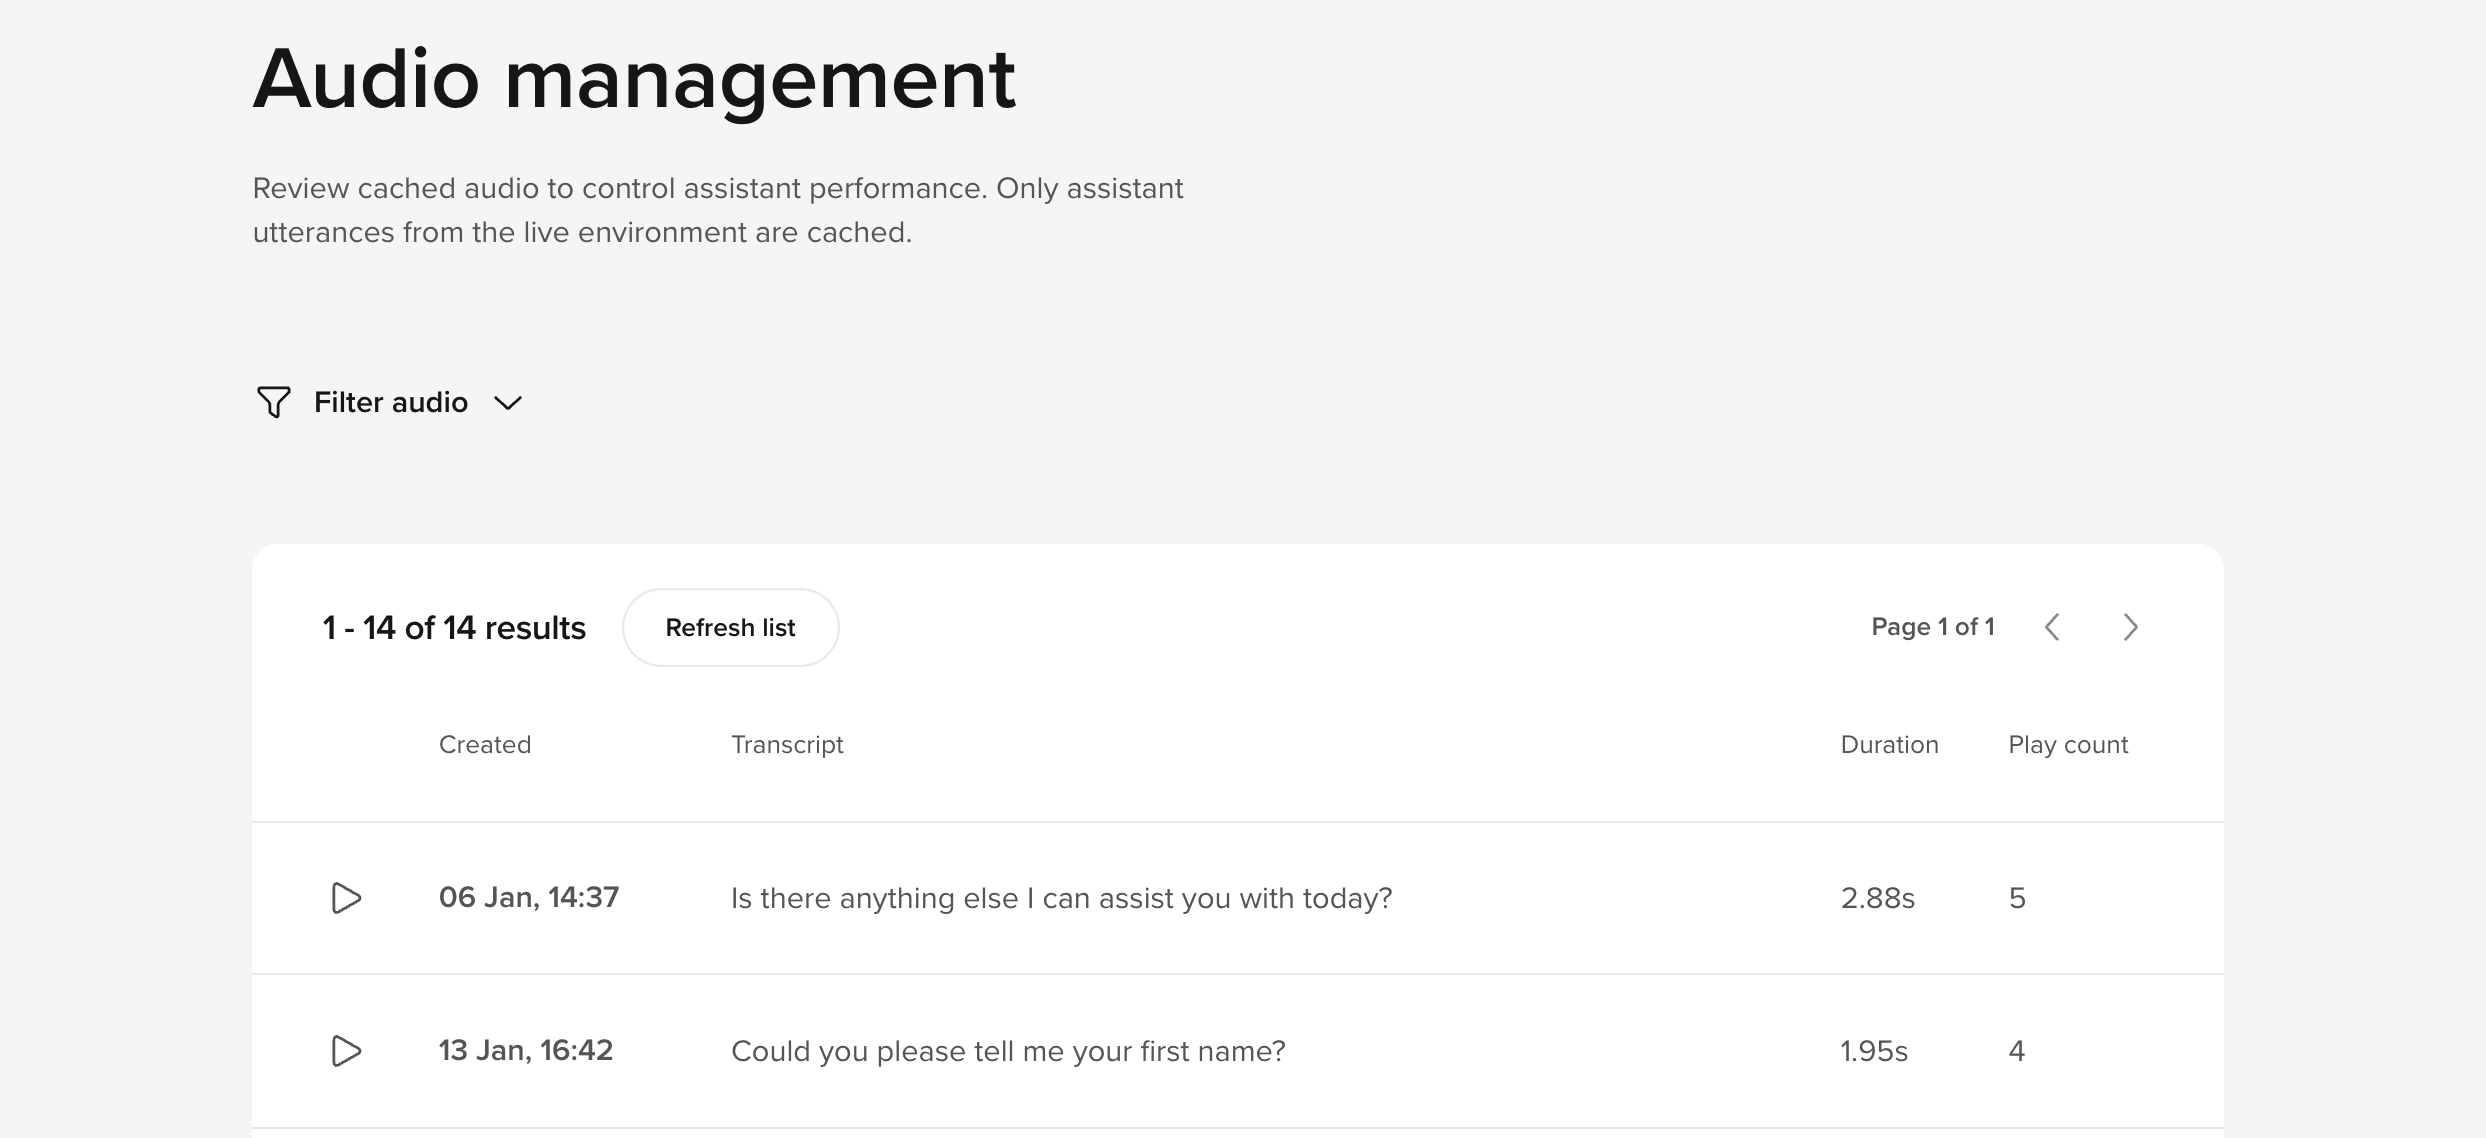 Audio management
Review cached audio to control assistant performance. Only assistant
utterances from the live environment are cached.
Filter audio
1 - 14 of 14 results
Refresh list
Page 1 of 1
Created Transcript Duration Play count
06 Jan, 14:37 Is there anything else I can assist you with today? 2.88s 5
13 Jan, 16:42 Could you please tell me your first name? 1.95s 4